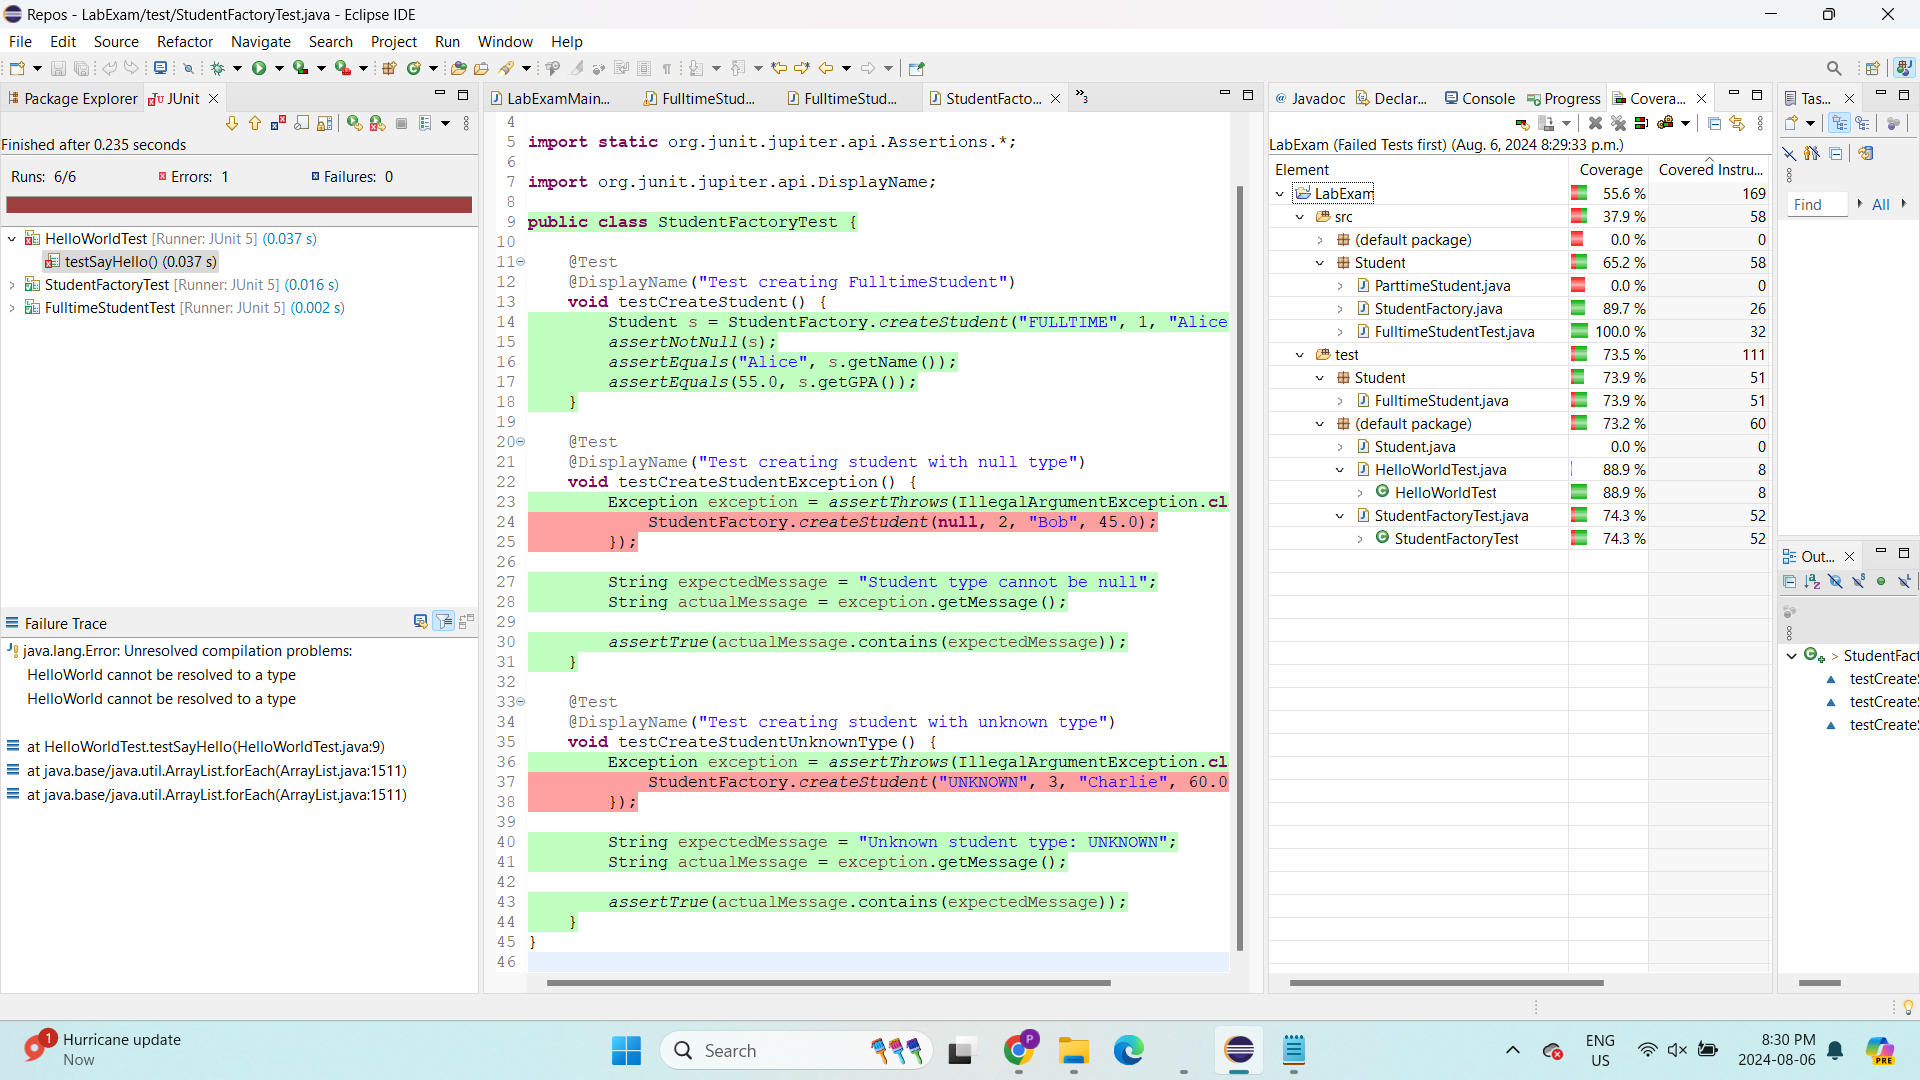 Repos - LabExam/test/StudentFactoryTest.java - Eclipse IDE
File Edit Source Refactor Navigate Search Project Run Window Help
Package Explorer JUnit
Finished after 0.235 seconds
Runs: 6/6 Errors: 1 Failures: 0
HelloWorldTest [Runner: JUnit 5] (0.037 s)
testSayHello() (0.037 s)
StudentFactoryTest [Runner: JUnit 5] (0.016 s)
FulltimeStudentTest [Runner: JUnit 5] (0.002 s)
Failure Trace
java.lang.Error: Unresolved compilation problems:
HelloWorld cannot be resolved to a type
HelloWorld cannot be resolved to a type
at HelloWorldTest.testSayHello(HelloWorldTest.java:9)
at java.base/java.util.ArrayList.forEach(ArrayList.java:1511)
at java.base/java.util.ArrayList.forEach(ArrayList.java:1511)
LabExamMain... FulltimeStud... FulltimeStud... StudentFacto... 3
4
5 import static org.junit.jupiter.api.Assertions.*;
6
7 import org.junit.jupiter.api.DisplayName;
8
9 public class StudentFactoryTest {
10
11 @Test
12 @DisplayName("Test creating FulltimeStudent")
13 void testCreateStudent() {
14 Student s = StudentFactory.createStudent("FULLTIME", 1, "Alice
15 assertNotNull(s);
16 assertEquals("Alice", s.getName());
17 assertEquals(55.0, s.getGPA());
18 }
19
20 @Test
21 @DisplayName("Test creating student with null type")
22 void testCreateStudentException() {
23 Exception exception = assertThrows(IllegalArgumentException.cl
24 StudentFactory.createStudent(null, 2, "Bob", 45.0);
25 });
26
27 String expectedMessage = "Student type cannot be null";
28 String actualMessage = exception.getMessage();
29
30 assertTrue(actualMessage.contains(expectedMessage));
31 }
32
33 @Test
34 @DisplayName("Test creating student with unknown type")
35 void testCreateStudentUnknownType() {
36 Exception exception = assertThrows(IllegalArgumentException.cl
37 StudentFactory.createStudent("UNKNOWN", 3, "Charlie", 60.0
38 });
39
40 String expectedMessage = "Unknown student type: UNKNOWN";
41 String actualMessage = exception.getMessage();
42
43 assertTrue(actualMessage.contains(expectedMessage));
44 }
45 }
46
@ Javadoc Declar... Console Progress Covera...
LabExam (Failed Tests first) (Aug. 6, 2024 8:29:33 p.m.)
Element Coverage Covered Instru...
LabExam 55.6 % 169
src 37.9 % 58
(default package) 0.0 % 0
Student 65.2 % 58
ParttimeStudent.java 0.0 % 0
StudentFactory.java 89.7 % 26
FulltimeStudentTest.java 100.0 % 32
test 73.5 % 111
Student 73.9 % 51
FulltimeStudent.java 73.9 % 51
(default package) 73.2 % 60
Student.java 0.0 % 0
HelloWorldTest.java 88.9 % 8
HelloWorldTest 88.9 % 8
StudentFactoryTest.java 74.3 % 52
StudentFactoryTest 74.3 % 52
Tas...
Find All
Out...
> StudentFact
testCreateS
testCreateS
testCreateS
1 Hurricane update
Now
Search
P
ENG
US
8:30 PM
2024-08-06
PRE